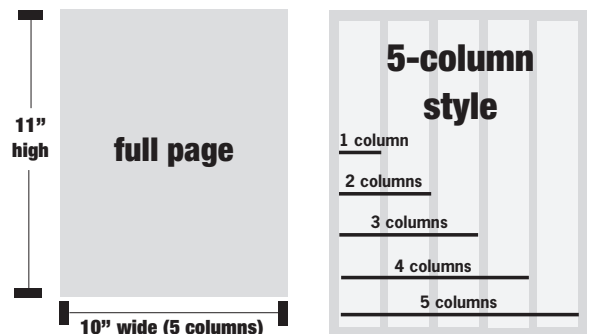 11”
high
full page
10” wide (5 columns)
5-column
style
1 column
2 columns
3 columns
4 columns
5 columns